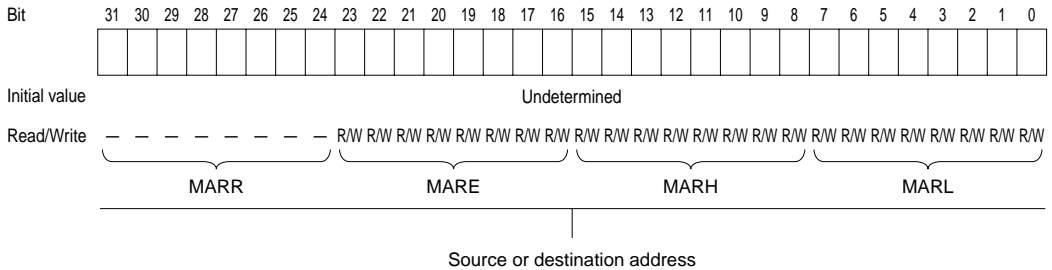 Bit 31 30 29 28 27 26 25 24 23 22 21 20 19 18 17 16 15 14 13 12 11 10 9 8 7 6 5 4 3 2 1 0
Initial value Undetermined
Read/Write — — — — — — — — R/W R/W R/W R/W R/W R/W R/W R/W R/W R/W R/W R/W R/W R/W R/W R/W R/W R/W R/W R/W R/W R/W R/W R/W
MARR MARE MARH MARL
Source or destination address